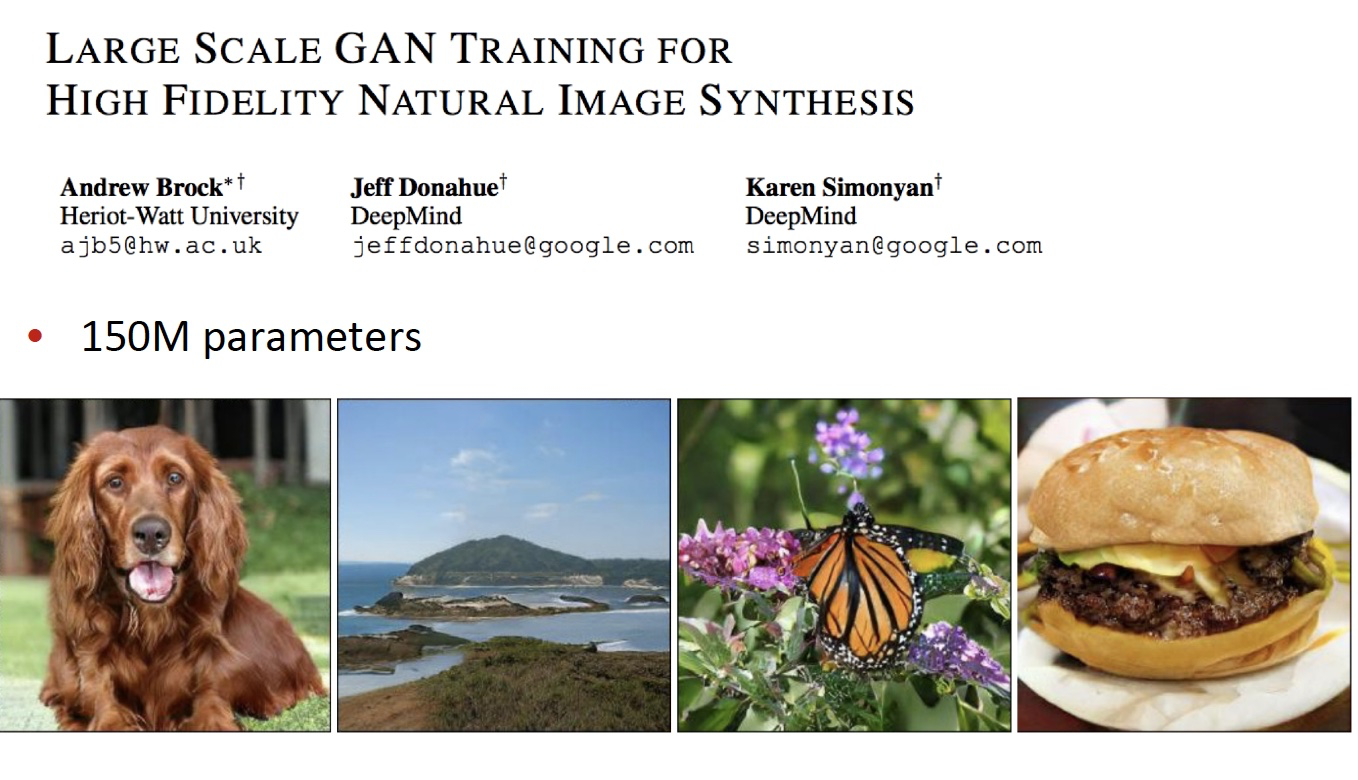 LARGE SCALE GAN TRAINING FOR
HIGH FIDELITY NATURAL IMAGE SYNTHESIS
Andrew Brock*† Jeff Donahue† Karen Simonyan†
Heriot-Watt University DeepMind DeepMind
ajb5@hw.ac.uk jeffdonahue@google.com simonyan@google.com
• 150M parameters